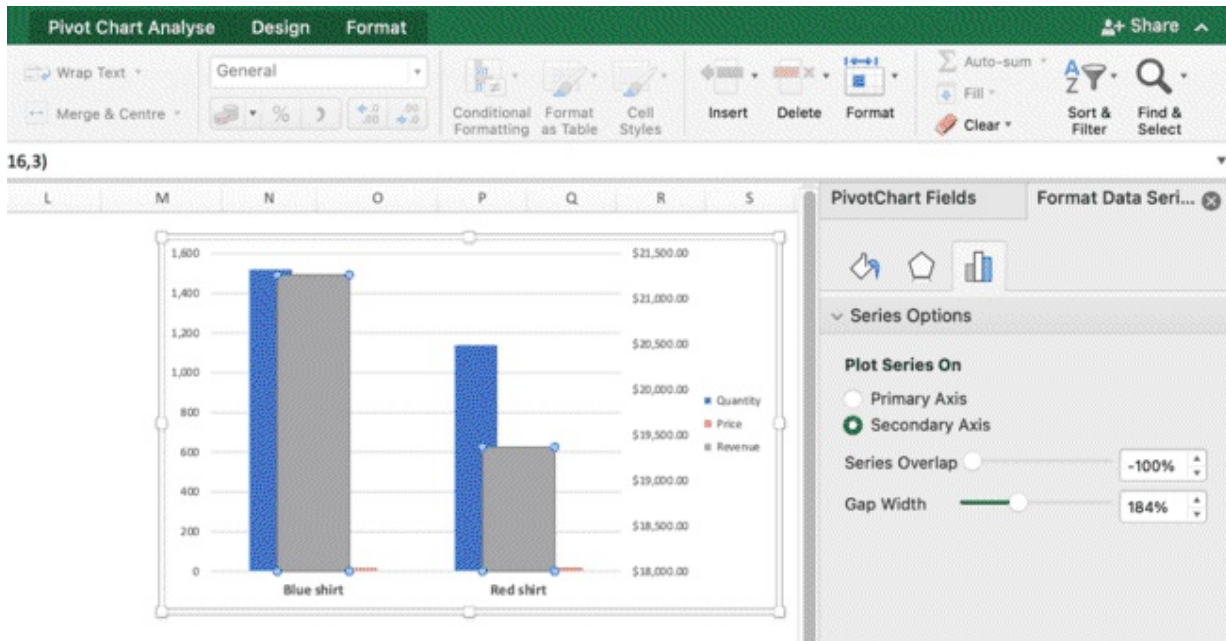 Pivot Chart Analyse Design Format Share
Wrap Text General Auto-sum
Fill
Merge & Centre % Conditional Formatting Format as Table Cell Styles Insert Delete Format Clear Sort & Filter Find & Select
16,3)
L M N O P Q R S
PivotChart Fields Format Data Seri...
1,600 $21,500.00
1,400 $21,000.00
Series Options
1,200 $20,500.00
Plot Series On
1,000 $20,000.00
Primary Axis
Quantity
800 Price
Secondary Axis
$19,500.00
Revenue
600
Series Overlap -100%
$19,000.00
400
Gap Width 184%
200 $18,500.00
0 $18,000.00
Blue shirt Red shirt